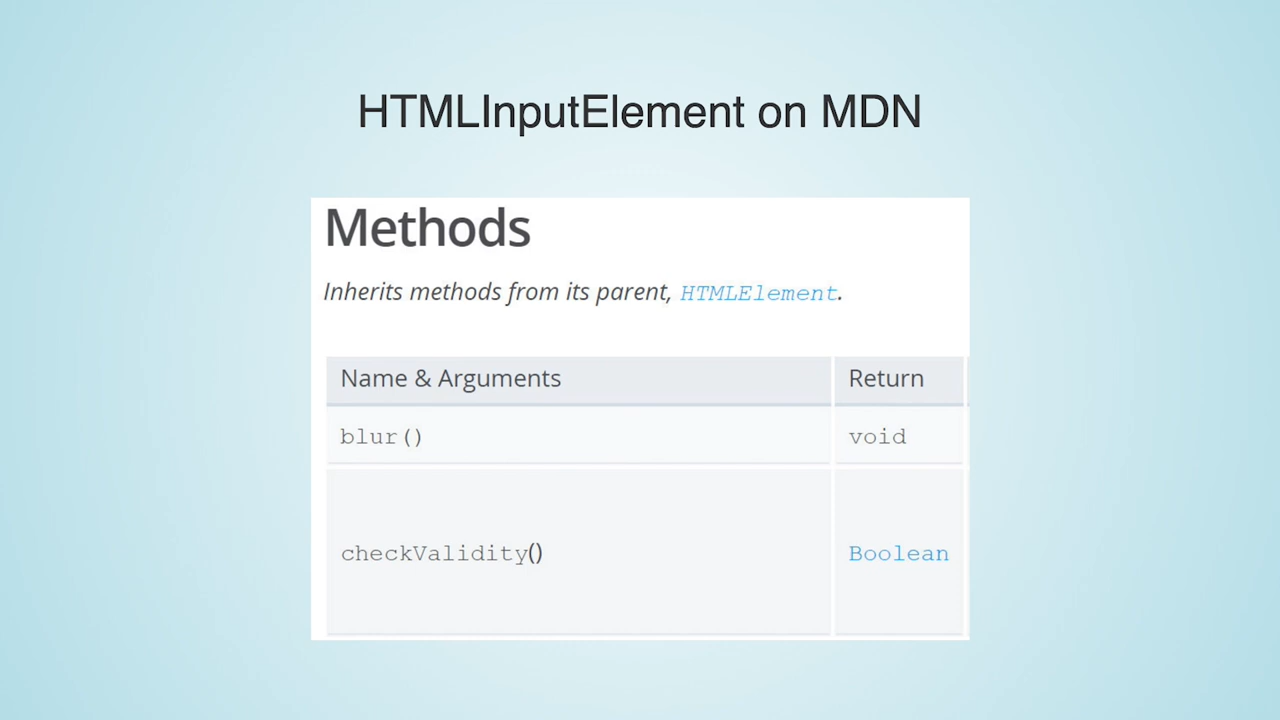 HTMLInputElement on MDN
Methods
Inherits methods from its parent, HTMLElement.
Name & Arguments Return
blur() void
checkValidity() Boolean